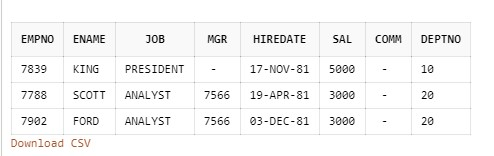 EMPNO ENAME JOB MGR HIREDATE SAL COMM DEPTNO
7839 KING PRESIDENT - 17-NOV-81 5000 - 10
7788 SCOTT ANALYST 7566 19-APR-81 3000 - 20
7902 FORD ANALYST 7566 03-DEC-81 3000 - 20
Download CSV